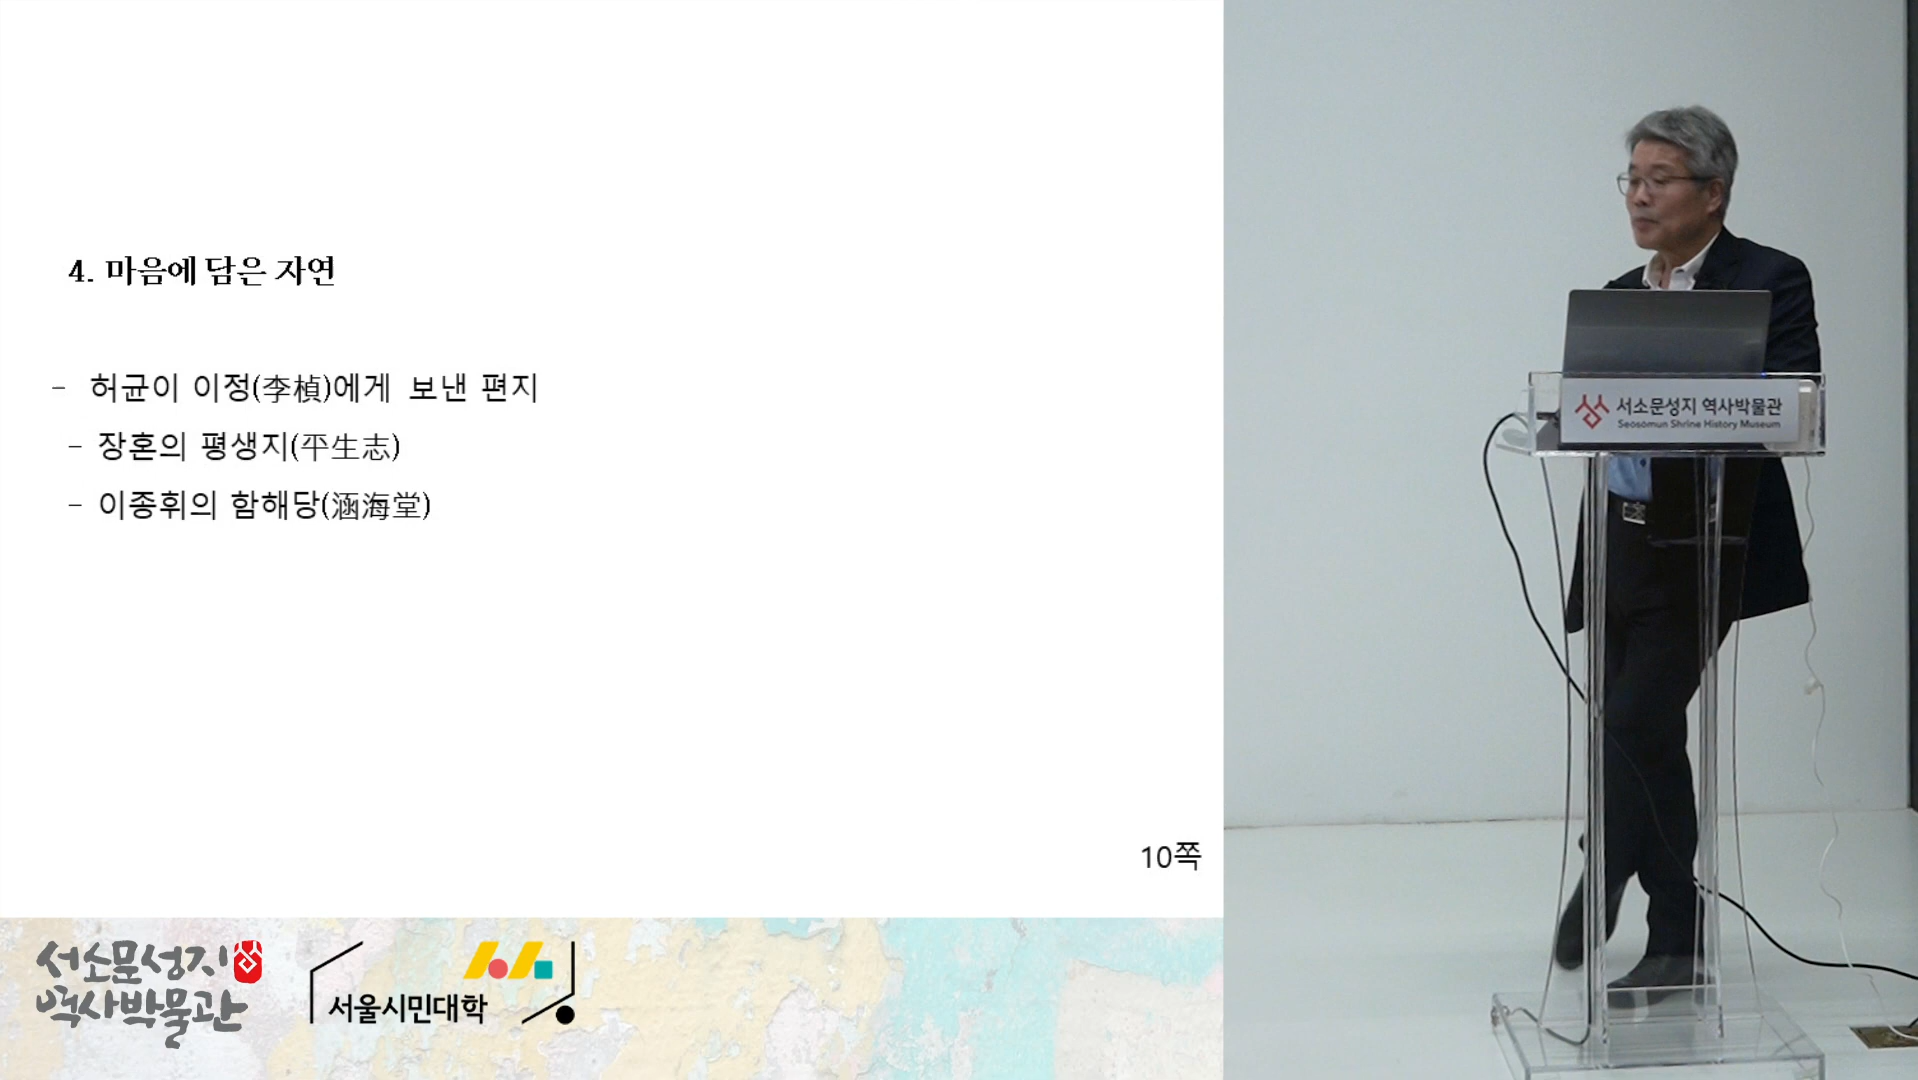 4. 마음에 담은 자연
- 허균이 이정(李楨)에게 보낸 편지
- 장혼의 평생지(平生志)
- 이종휘의 함해당(涵海堂)
10쪽
서소문성지
역사박물관
서울시민대학
서소문성지 역사박물관
Seosomun Shrine History Museum